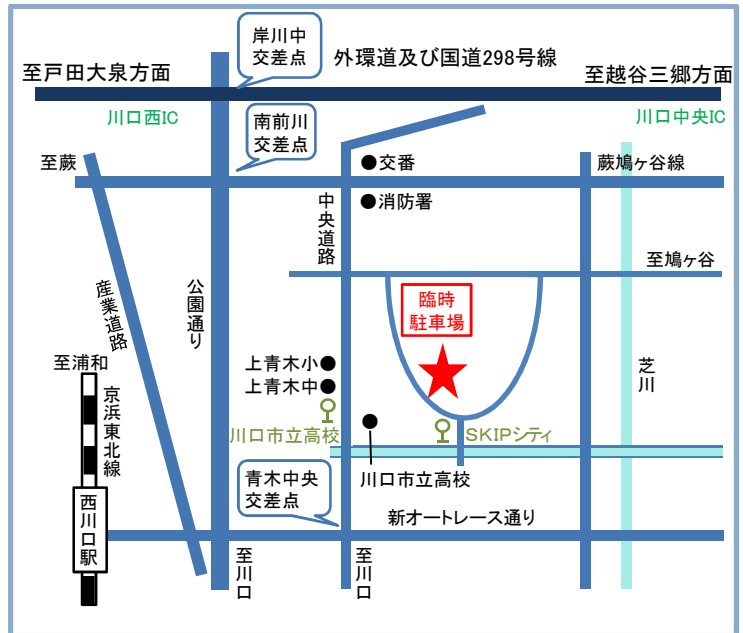 岸川中
交差点
外環道及び国道298号線
至戸田大泉方面
至越谷三郷方面
川口西IC
川口中央IC
南前川
交差点
至蕨
●交番
蕨鳩ヶ谷線
●消防署
中央道路
至鳩ヶ谷
産業道路
公園通り
臨時
駐車場
至浦和
上青木小●
上青木中●
芝川
京浜東北線
川口市立高校
SKIPシティ
青木中央
交差点
川口市立高校
西川口駅
新オートレース通り
至川口
至川口